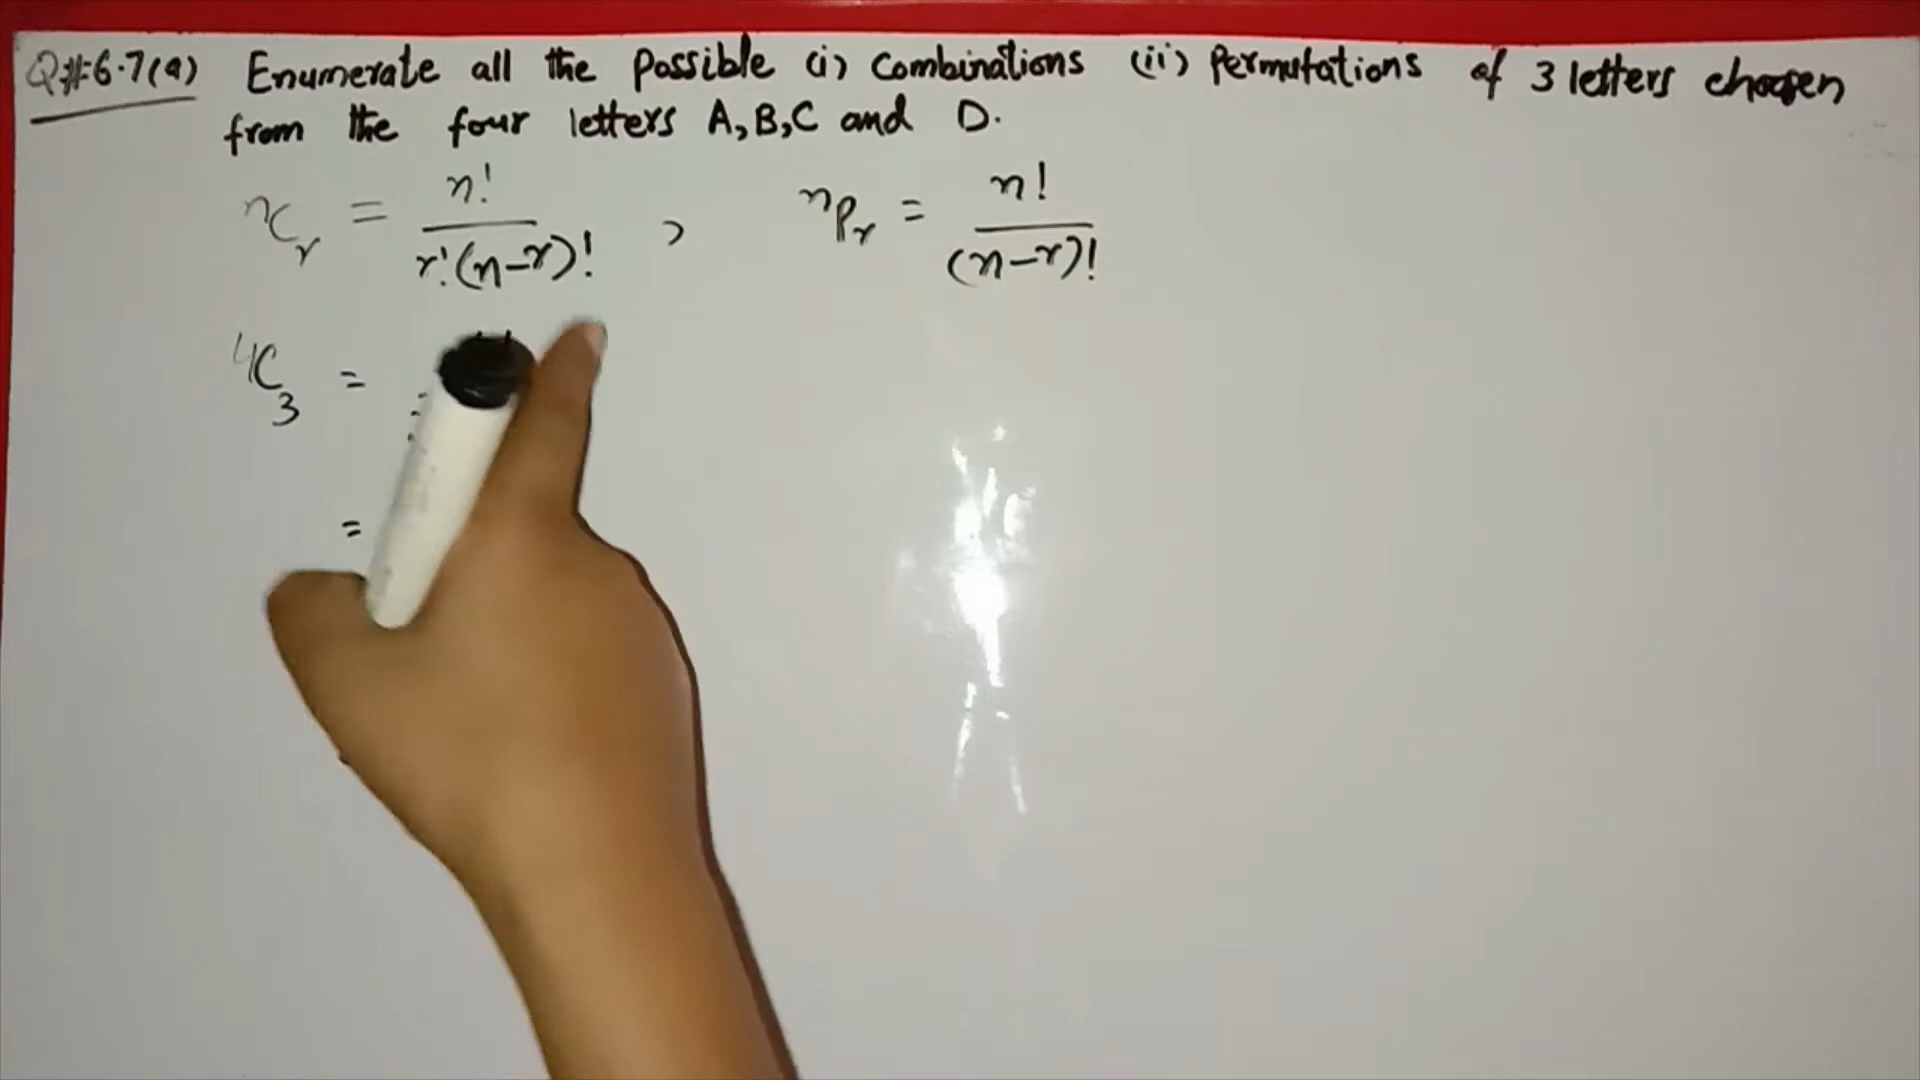 Q#6.7(a) Enumerate all the possible (i) Combinations (ii) Permutations of 3 letters choosen
from the four letters A, B, C and D.
nCr = n! / r!(n-r)! , nPr = n! / (n-r)!
4C3 =
=